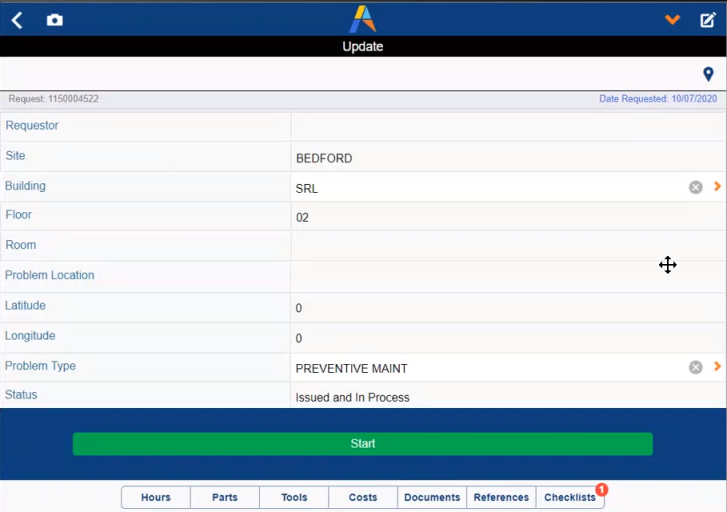 Update
Request: 1150004522 Date Requested: 10/07/2020
Requestor
Site BEDFORD
Building SRL
Floor 02
Room
Problem Location
Latitude 0
Longitude 0
Problem Type PREVENTIVE MAINT
Status Issued and In Process
Start
Hours Parts Tools Costs Documents References Checklists 1